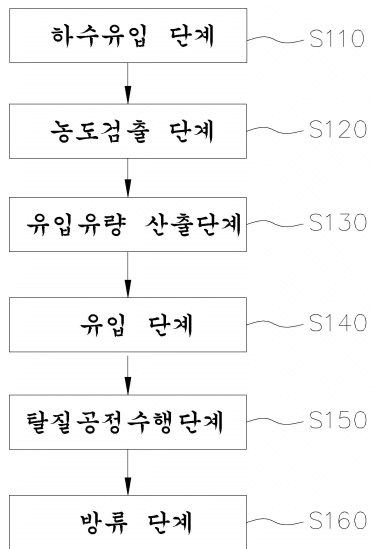 하수유입 단계 S110
농도검출 단계 S120
유입유량 산출단계 S130
유입 단계 S140
탈질공정수행단계 S150
방류 단계 S160